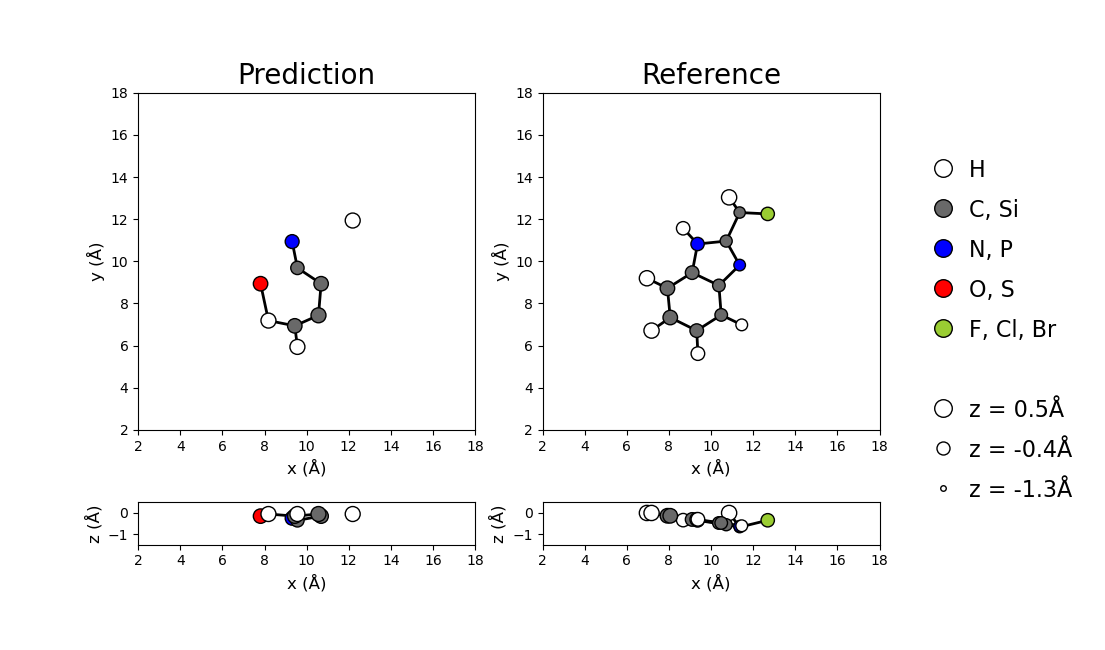 Prediction
Reference
18
16
14
12
10
8
6
4
2
y (Å)
2 4 6 8 10 12 14 16 18
x (Å)
18
16
14
12
10
8
6
4
2
y (Å)
2 4 6 8 10 12 14 16 18
x (Å)
0
−1
z (Å)
2 4 6 8 10 12 14 16 18
x (Å)
0
−1
z (Å)
2 4 6 8 10 12 14 16 18
x (Å)
H
C, Si
N, P
O, S
F, Cl, Br
z = 0.5Å
z = -0.4Å
z = -1.3Å